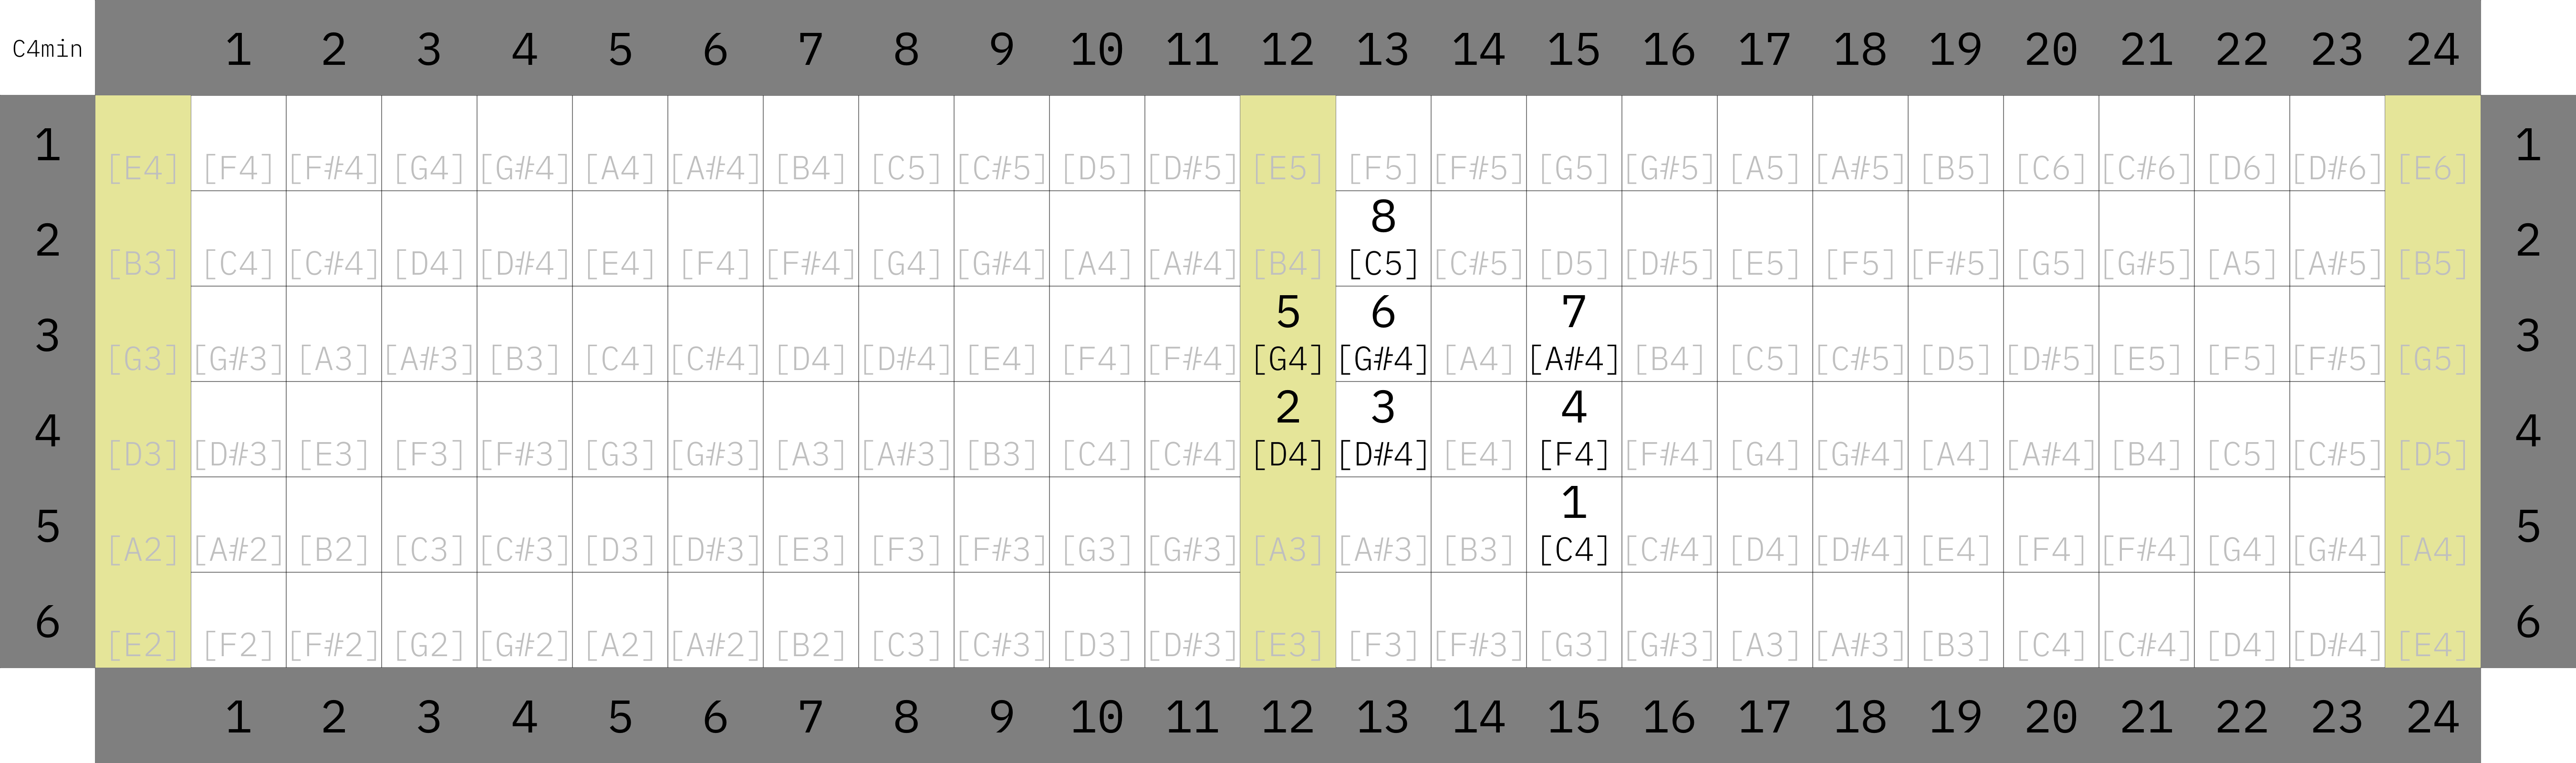 C4min 1 2 3 4 5 6 7 8 9 10 11 12 13 14 15 16 17 18 19 20 21 22 23 24
1 [E4] [F4] [F#4] [G4] [G#4] [A4] [A#4] [B4] [C5] [C#5] [D5] [D#5] [E5] [F5] [F#5] [G5] [G#5] [A5] [A#5] [B5] [C6] [C#6] [D6] [D#6] [E6] 1
8
2 [B3] [C4] [C#4] [D4] [D#4] [E4] [F4] [F#4] [G4] [G#4] [A4] [A#4] [B4] [C5] [C#5] [D5] [D#5] [E5] [F5] [F#5] [G5] [G#5] [A5] [A#5] [B5] 2
5 6 7
3 [G3] [G#3] [A3] [A#3] [B3] [C4] [C#4] [D4] [D#4] [E4] [F4] [F#4] [G4] [G#4] [A4] [A#4] [B4] [C5] [C#5] [D5] [D#5] [E5] [F5] [F#5] [G5] 3
2 3 4
4 [D3] [D#3] [E3] [F3] [F#3] [G3] [G#3] [A3] [A#3] [B3] [C4] [C#4] [D4] [D#4] [E4] [F4] [F#4] [G4] [G#4] [A4] [A#4] [B4] [C5] [C#5] [D5] 4
1
5 [A2] [A#2] [B2] [C3] [C#3] [D3] [D#3] [E3] [F3] [F#3] [G3] [G#3] [A3] [A#3] [B3] [C4] [C#4] [D4] [D#4] [E4] [F4] [F#4] [G4] [G#4] [A4] 5
6 [E2] [F2] [F#2] [G2] [G#2] [A2] [A#2] [B2] [C3] [C#3] [D3] [D#3] [E3] [F3] [F#3] [G3] [G#3] [A3] [A#3] [B3] [C4] [C#4] [D4] [D#4] [E4] 6
1 2 3 4 5 6 7 8 9 10 11 12 13 14 15 16 17 18 19 20 21 22 23 24